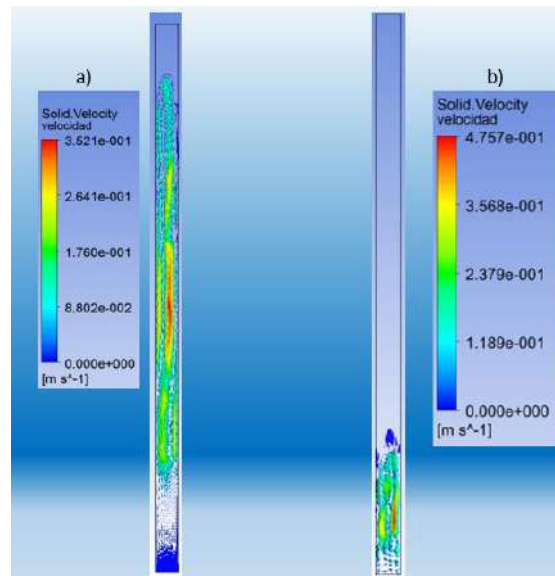 a)
Solid.Velocity
velocidad
3.521e-001
2.641e-001
1.760e-001
8.802e-002
0.000e+000
[m s^-1]
b)
Solid.Velocity
velocidad
4.757e-001
3.568e-001
2.379e-001
1.189e-001
0.000e+000
[m s^-1]